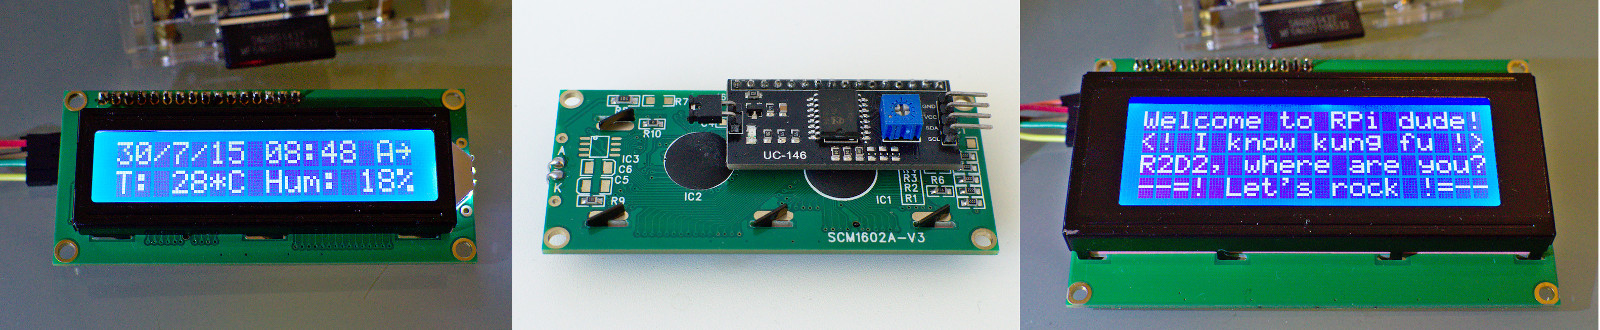 30/7/15 08:48 A→
T: 28*C Hum: 18%
R7
R10
A
IC3
C6
C5
K
R9
IC2
UC-146
GND
VCC
SDA
SCL
R3
R2
R1
R6
IC1
SCM1602A-V3
Welcome to RPi dude!
<! I know kung fu !>
R2D2, where are you?
--=! Let's rock !=--